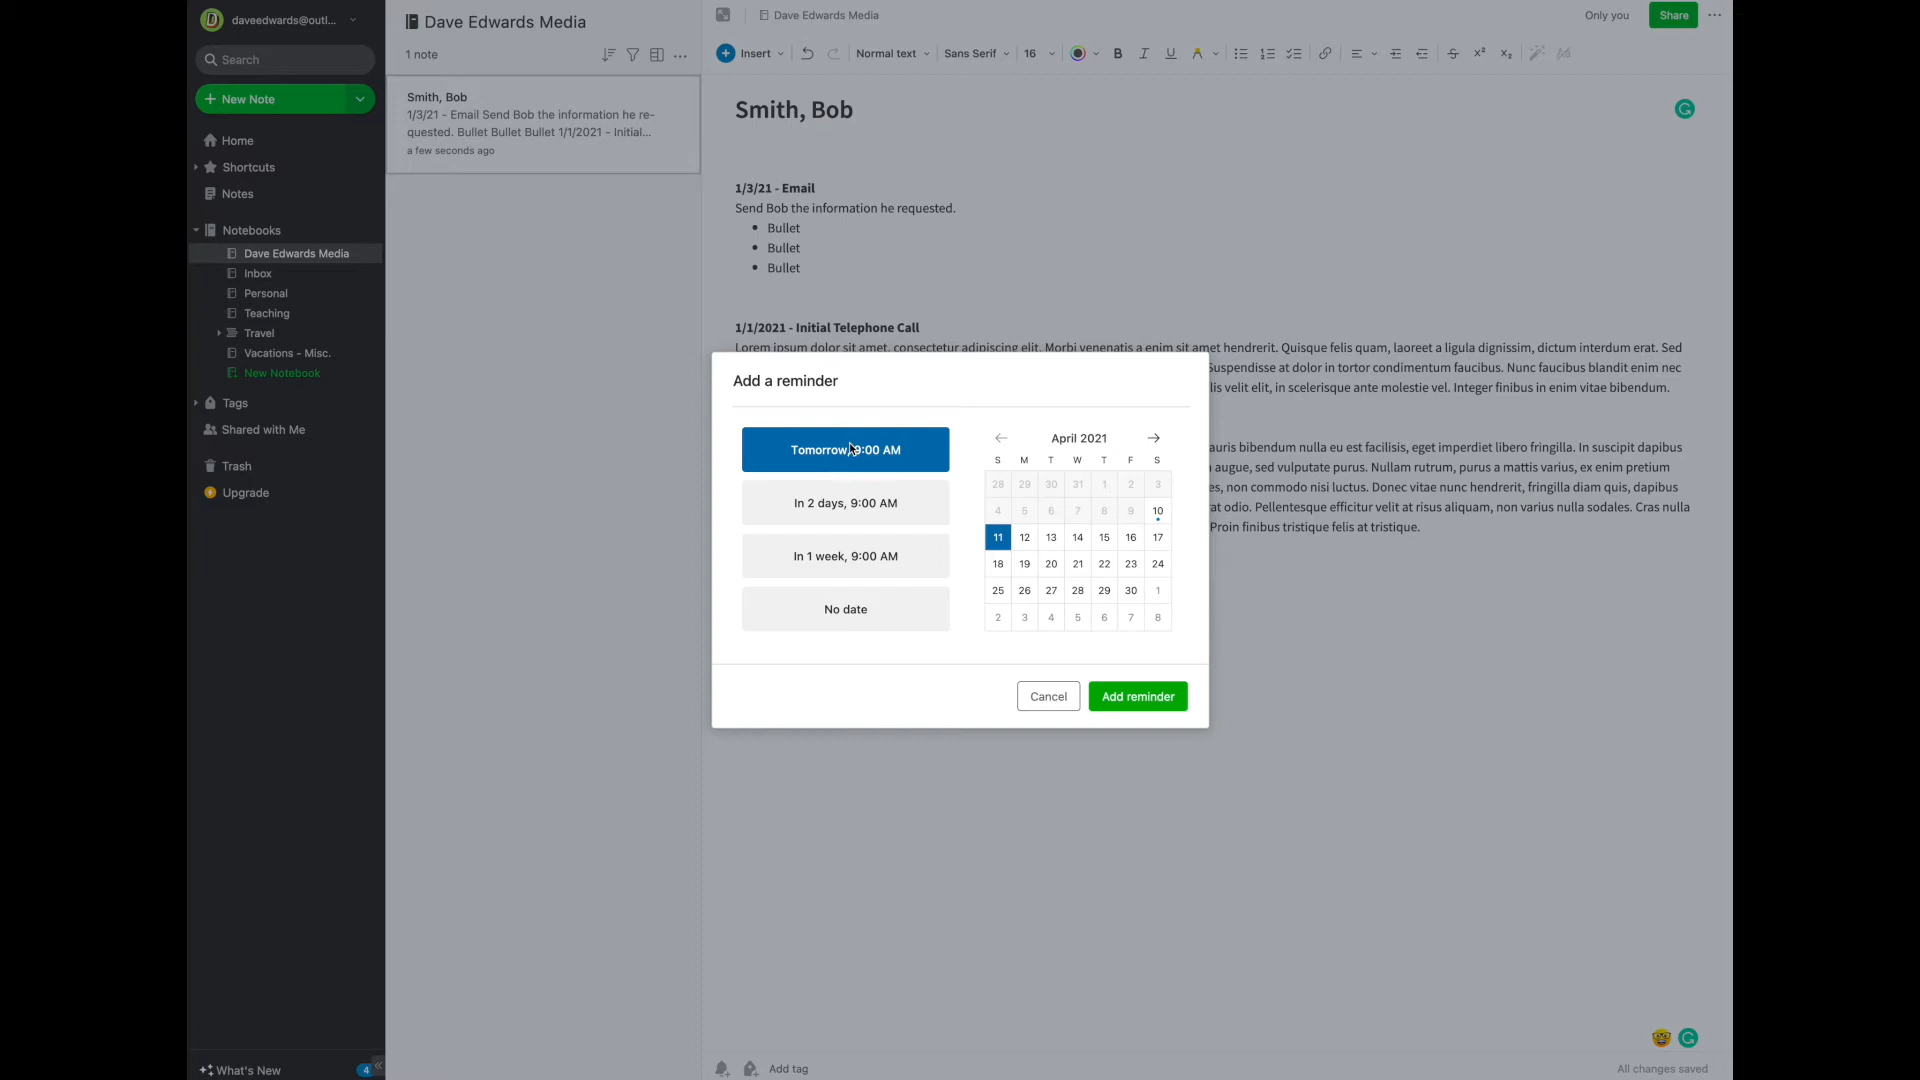 daveedwards@outl...
Search
New Note
Home
Shortcuts
Notes
Notebooks
Dave Edwards Media
Inbox
Personal
Teaching
Travel
Vacations - Misc.
New Notebook
Tags
Shared with Me
Trash
Upgrade
What's New
4
Dave Edwards Media
1 note
Smith, Bob
1/3/21 - Email Send Bob the information he re-
quested. Bullet Bullet Bullet 1/1/2021 - Initial...
a few seconds ago
Dave Edwards Media
Only you
Share
Insert
Normal text
Sans Serif
16
Smith, Bob
1/3/21 - Email
Send Bob the information he requested.
Bullet
Bullet
Bullet
1/1/2021 - Initial Telephone Call
Lorem ipsum dolor sit amet, consectetur adipiscing elit. Morbi venenatis a enim sit amet hendrerit. Quisque felis quam, laoreet a ligula dignissim, dictum interdum erat. Sed
Suspendisse at dolor in tortor condimentum faucibus. Nunc faucibus blandit enim nec
lis velit elit, in scelerisque ante molestie vel. Integer finibus in enim vitae bibendum.
auris bibendum nulla eu est facilisis, eget imperdiet libero fringilla. In suscipit dapibus
augue, sed vulputate purus. Nullam rutrum, purus a mattis varius, ex enim pretium
es, non commodo nisi luctus. Donec vitae nunc hendrerit, fringilla diam quis, dapibus
at odio. Pellentesque efficitur velit at risus aliquam, non varius nulla sodales. Cras nulla
Proin finibus tristique felis at tristique.
Add a reminder
Tomorrow, 9:00 AM
In 2 days, 9:00 AM
In 1 week, 9:00 AM
No date
April 2021
S M T W T F S
28 29 30 31 1 2 3
4 5 6 7 8 9 10
11 12 13 14 15 16 17
18 19 20 21 22 23 24
25 26 27 28 29 30 1
2 3 4 5 6 7 8
Cancel
Add reminder
Add tag
All changes saved